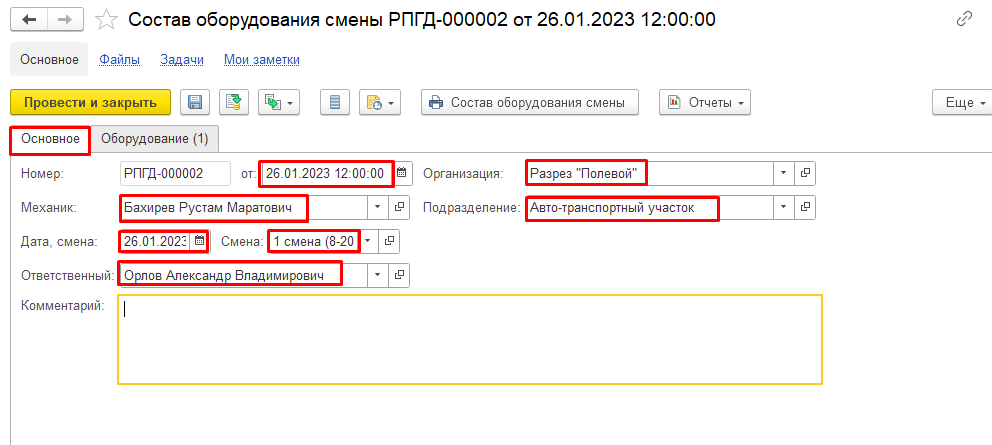 Состав оборудования смены РПГД-000002 от 26.01.2023 12:00:00
Основное Файлы Задачи Мои заметки
Провести и закрыть Состав оборудования смены Отчеты Еще
Основное Оборудование (1)
Номер: РПГД-000002 от: 26.01.2023 12:00:00 Организация: Разрез "Полевой"
Механик: Бахирев Рустам Маратович Подразделение: Авто-транспортный участок
Дата, смена: 26.01.2023 Смена: 1 смена (8-20
Ответственный: Орлов Александр Владимирович
Комментарий: